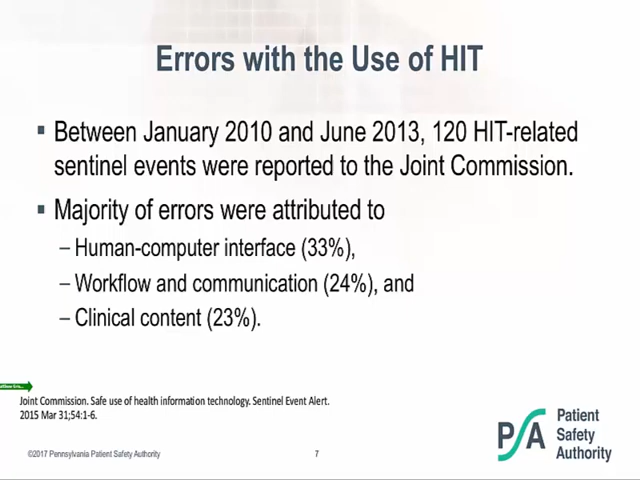 Errors with the Use of HIT
▪ Between January 2010 and June 2013, 120 HIT-related
sentinel events were reported to the Joint Commission.
▪ Majority of errors were attributed to
– Human-computer interface (33%),
– Workflow and communication (24%), and
– Clinical content (23%).
Joint Commission. Safe use of health information technology. Sentinel Event Alert.
2015 Mar 31;54:1-6.
©2017 Pennsylvania Patient Safety Authority
7
PSA
Patient
Safety
Authority